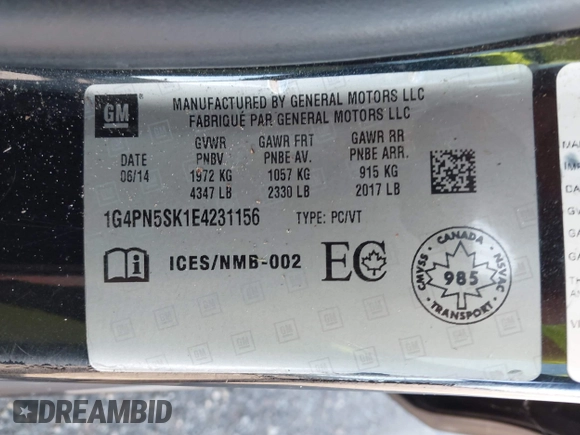 GM
MANUFACTURED BY GENERAL MOTORS LLC
FABRIQUÉ PAR GENERAL MOTORS LLC
GVWR GAWR FRT GAWR RR
DATE PNBV PNBE AV. PNBE ARR.
06/14 1972 KG 1057 KG 915 KG
4347 LB 2330 LB 2017 LB
1G4PN5SK1E4231156 TYPE: PC/VT
i ICES/NMB-002 EC
CANADA
CMVSS 985 NSVAC
TRANSPORT
DREAMBID